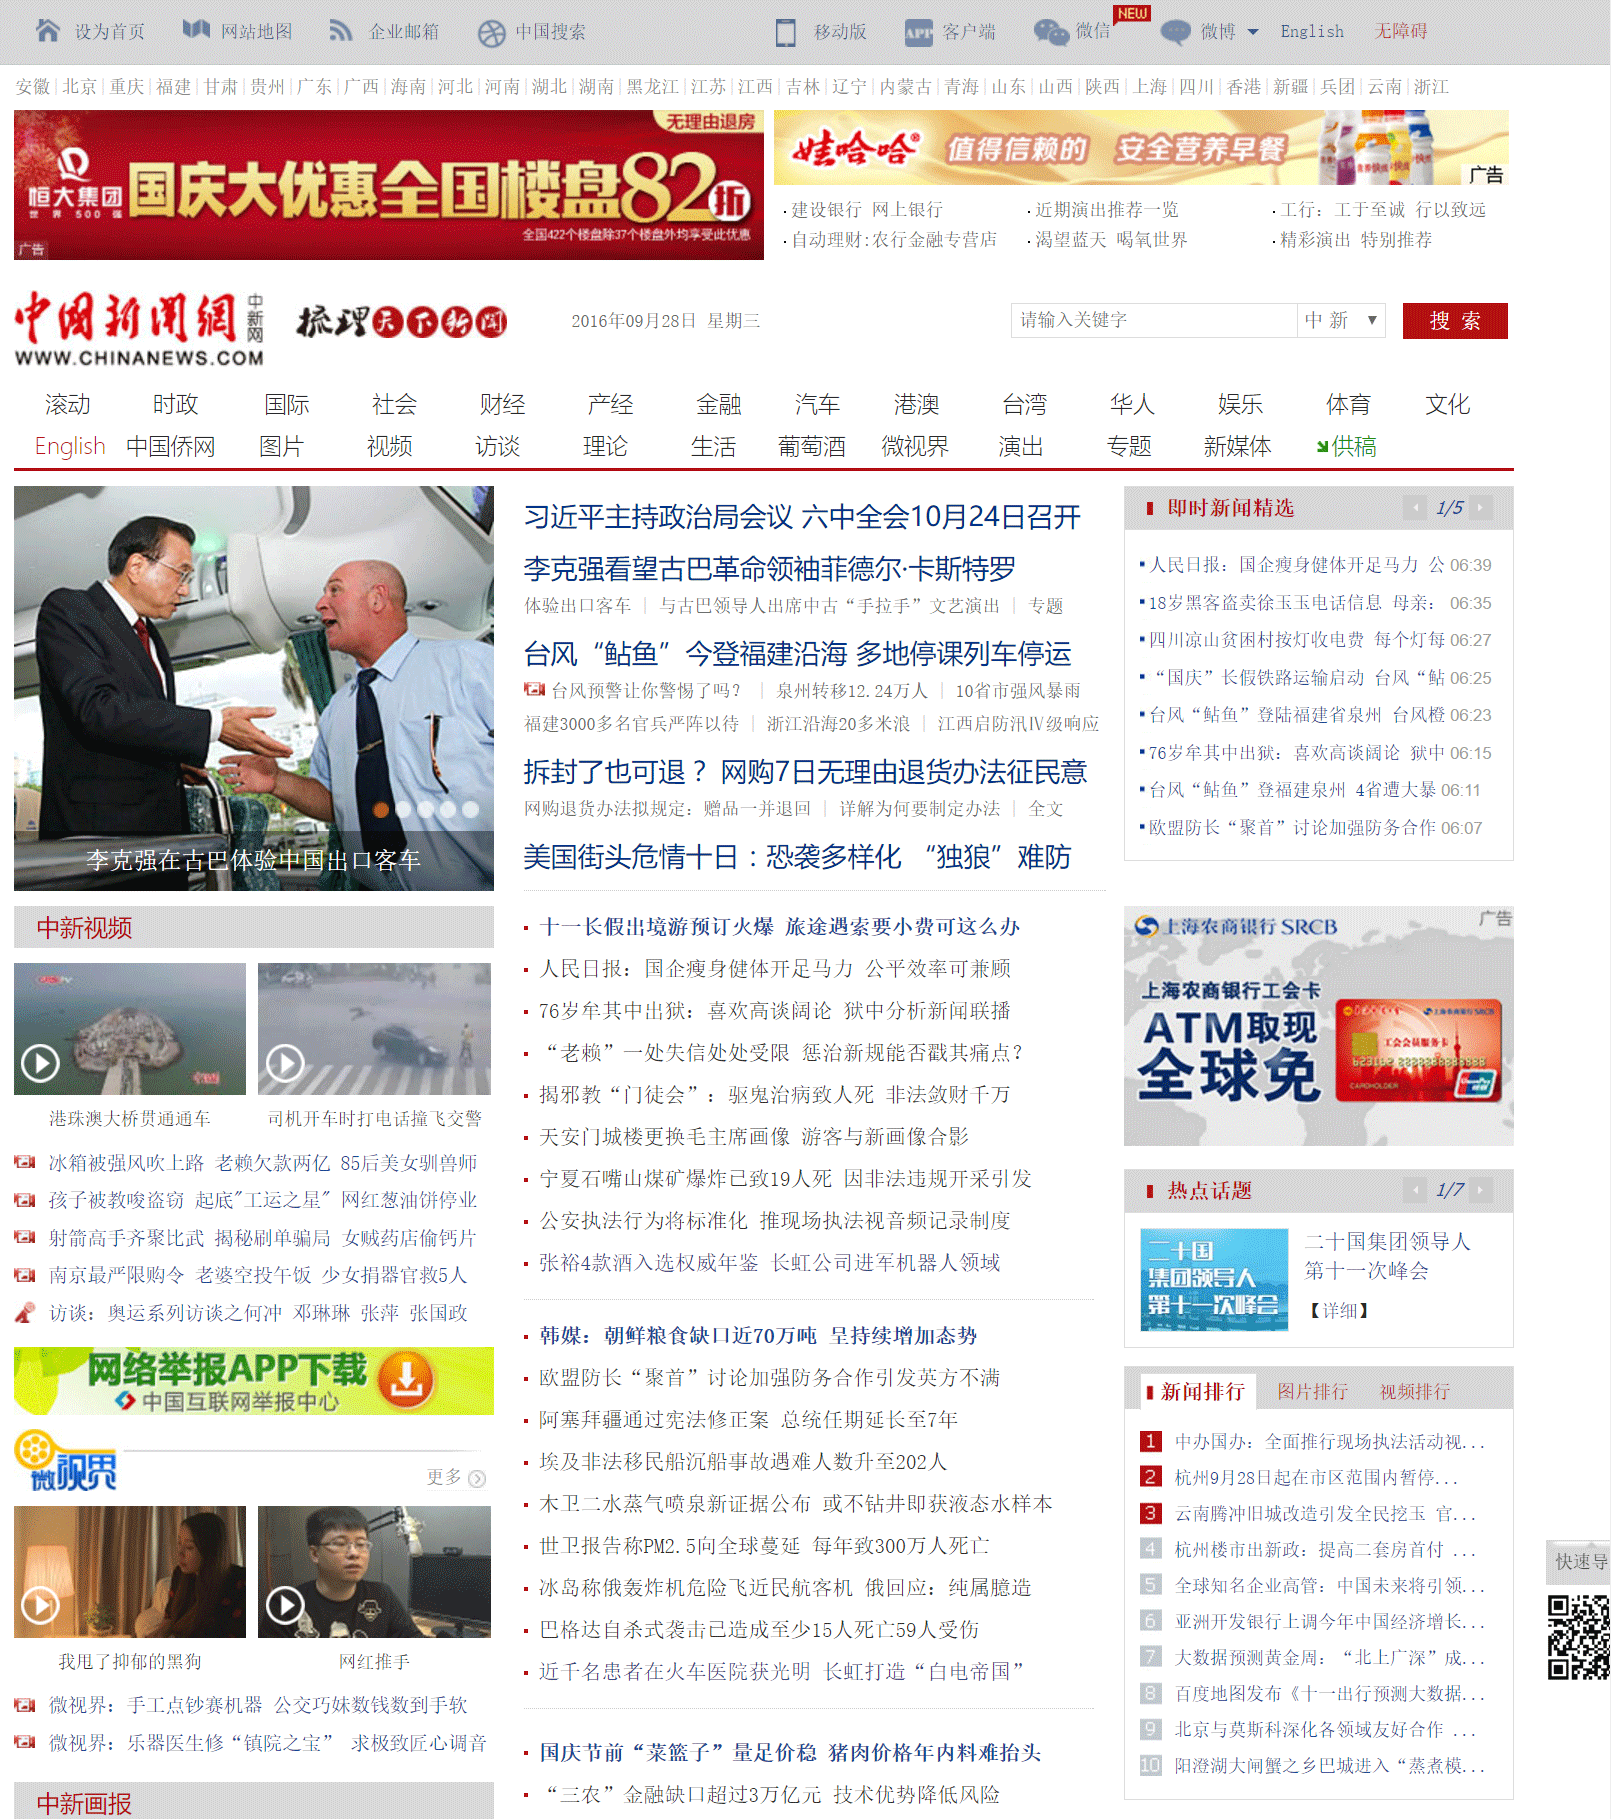 设为首页 网站地图 企业邮箱 中国搜索 移动版 APP 客户端 微信 NEW 微博 English 无障碍
安徽|北京|重庆|福建|甘肃|贵州|广东|广西|海南|河北|河南|湖北|湖南|黑龙江|江苏|江西|吉林|辽宁|内蒙古|青海|山东|山西|陕西|上海|四川|香港|新疆|兵团|云南|浙江
无理由退房
恒大集团
世界500强
国庆大优惠全国楼盘82折
全国422个楼盘除37个楼盘外均享受此优惠
广告
娃哈哈® 值得信赖的 安全营养早餐
广告
建设银行 网上银行 近期演出推荐一览 工行：工于至诚 行以致远
自动理财:农行金融专营店 渴望蓝天 喝氧世界 精彩演出 特别推荐
中国新闻網 中新网
WWW.CHINANEWS.COM
梳理天下新闻
2016年09月28日 星期三
请输入关键字 中新 ▼ 搜索
滚动 时政 国际 社会 财经 产经 金融 汽车 港澳 台湾 华人 娱乐 体育 文化
English 中国侨网 图片 视频 访谈 理论 生活 葡萄酒 微视界 演出 专题 新媒体 供稿
李克强在古巴体验中国出口客车
习近平主持政治局会议 六中全会10月24日召开
李克强看望古巴革命领袖菲德尔·卡斯特罗
体验出口客车 | 与古巴领导人出席中古“手拉手”文艺演出 | 专题
台风“鲇鱼”今登福建沿海 多地停课列车停运
台风预警让你警惕了吗？ | 泉州转移12.24万人 | 10省市强风暴雨
福建3000多名官兵严阵以待 | 浙江沿海20多米浪 | 江西启防汛Ⅳ级响应
拆封了也可退？ 网购7日无理由退货办法征民意
网购退货办法拟规定：赠品一并退回 | 详解为何要制定办法 | 全文
美国街头危情十日：恐袭多样化 “独狼”难防
即时新闻精选 1/5
人民日报：国企瘦身健体开足马力 公 06:39
18岁黑客盗卖徐玉玉电话信息 母亲： 06:35
四川凉山贫困村按灯收电费 每个灯每 06:27
“国庆”长假铁路运输启动 台风“鲇 06:25
台风“鲇鱼”登陆福建省泉州 台风橙 06:23
76岁牟其中出狱：喜欢高谈阔论 狱中 06:15
台风“鲇鱼”登福建泉州 4省遭大暴 06:11
欧盟防长“聚首”讨论加强防务合作 06:07
中新视频
港珠澳大桥贯通通车 司机开车时打电话撞飞交警
冰箱被强风吹上路 老赖欠款两亿 85后美女驯兽师
孩子被教唆盗窃 起底"工运之星" 网红葱油饼停业
射箭高手齐聚比武 揭秘刷单骗局 女贼药店偷钙片
南京最严限购令 老婆空投午饭 少女捐器官救5人
访谈：奥运系列访谈之何冲 邓琳琳 张萍 张国政
网络举报APP下载
中国互联网举报中心
微视界
更多
我甩了抑郁的黑狗 网红推手
微视界：手工点钞赛机器 公交巧妹数钱数到手软
微视界：乐器医生修“镇院之宝” 求极致匠心调音
中新画报
十一长假出境游预订火爆 旅途遇索要小费可这么办
人民日报：国企瘦身健体开足马力 公平效率可兼顾
76岁牟其中出狱：喜欢高谈阔论 狱中分析新闻联播
“老赖”一处失信处处受限 惩治新规能否戳其痛点？
揭邪教“门徒会”：驱鬼治病致人死 非法敛财千万
天安门城楼更换毛主席画像 游客与新画像合影
宁夏石嘴山煤矿爆炸已致19人死 因非法违规开采引发
公安执法行为将标准化 推现场执法视音频记录制度
张裕4款酒入选权威年鉴 长虹公司进军机器人领域
韩媒：朝鲜粮食缺口近70万吨 呈持续增加态势
欧盟防长“聚首”讨论加强防务合作引发英方不满
阿塞拜疆通过宪法修正案 总统任期延长至7年
埃及非法移民船沉船事故遇难人数升至202人
木卫二水蒸气喷泉新证据公布 或不钻井即获液态水样本
世卫报告称PM2.5向全球蔓延 每年致300万人死亡
冰岛称俄轰炸机危险飞近民航客机 俄回应：纯属臆造
巴格达自杀式袭击已造成至少15人死亡59人受伤
近千名患者在火车医院获光明 长虹打造“白电帝国”
国庆节前“菜篮子”量足价稳 猪肉价格年内料难抬头
“三农”金融缺口超过3万亿元 技术优势降低风险
上海农商银行 SRCB
广告
上海农商银行工会卡
ATM取现
全球免
工会会员服务卡
CARDHOLDER
UnionPay
热点话题 1/7
二十国
集团领导人
第十一次峰会
二十国集团领导人
第十一次峰会
【详细】
新闻排行 图片排行 视频排行
1 中办国办：全面推行现场执法活动视...
2 杭州9月28日起在市区范围内暂停...
3 云南腾冲旧城改造引发全民挖玉 官...
4 杭州楼市出新政：提高二套房首付 ...
5 全球知名企业高管：中国未来将引领...
6 亚洲开发银行上调今年中国经济增长...
7 大数据预测黄金周：“北上广深”成...
8 百度地图发布《十一出行预测大数据...
9 北京与莫斯科深化各领域友好合作 ...
10 阳澄湖大闸蟹之乡巴城进入“蒸煮模...
快速导